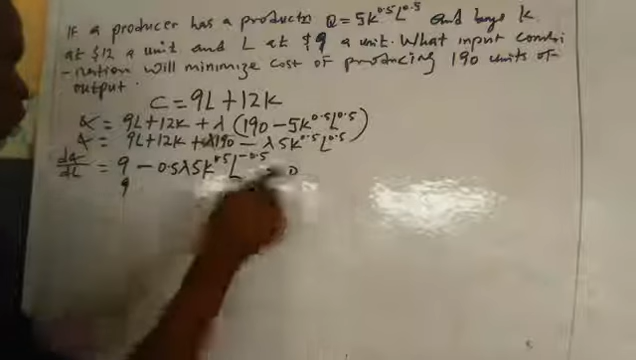 If a producer has a products Q = 5K^0.5 L^0.5 and buys K
at $12 a unit and L at $9 a unit. What input combi
-nation will minimize cost of producing 190 units of
output.
C = 9L + 12K
α = 9L + 12K + λ (190 - 5K^0.5 L^0.5)
α = 9L + 12K + λ190 - λ5K^0.5 L^0.5
dα/dL = 9 - 0.5λ5K^0.5 L^-0.5 = 0
9